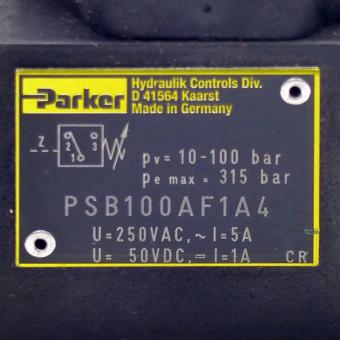 Parker
Hydraulik Controls Div.
D 41564 Kaarst
Made in Germany
Z 2 3 1
pv = 10-100 bar
pe max = 315 bar
PSB100AF1A4
U=250VAC, ~ I=5A
U= 50VDC, ⎓ I=1A CR